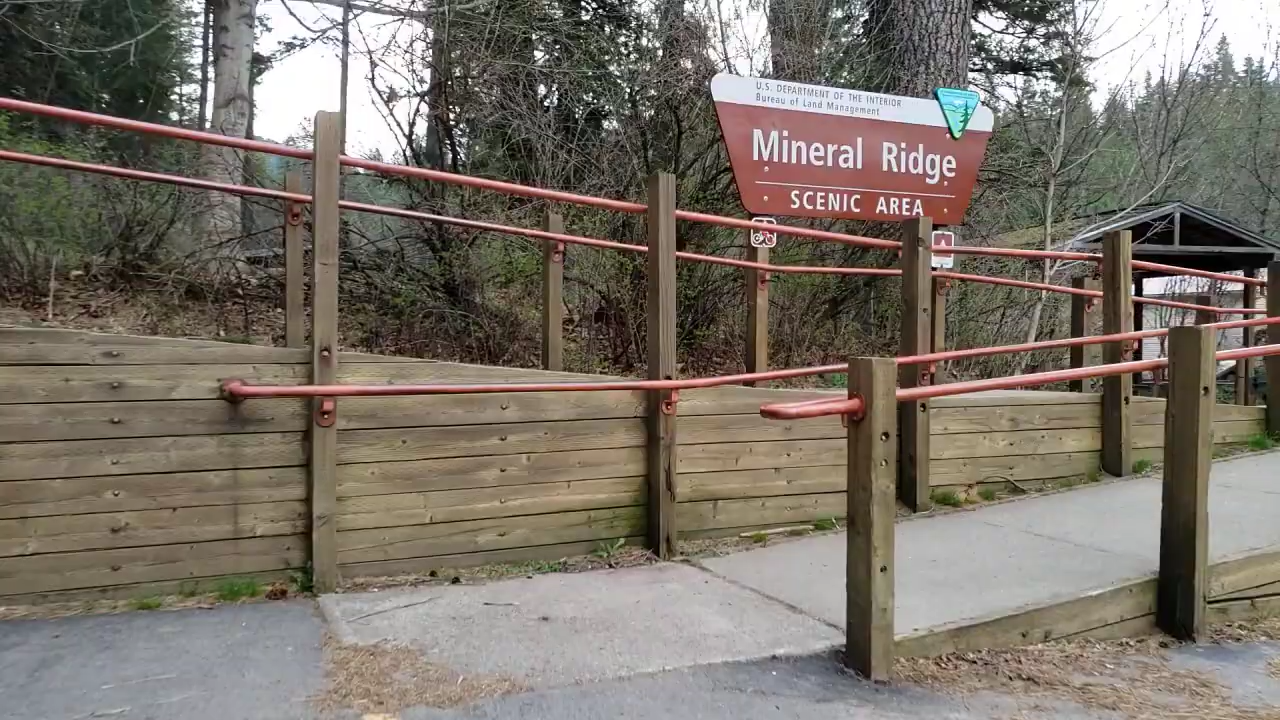 U.S. DEPARTMENT OF THE INTERIOR
Bureau of Land Management
Mineral Ridge
SCENIC AREA